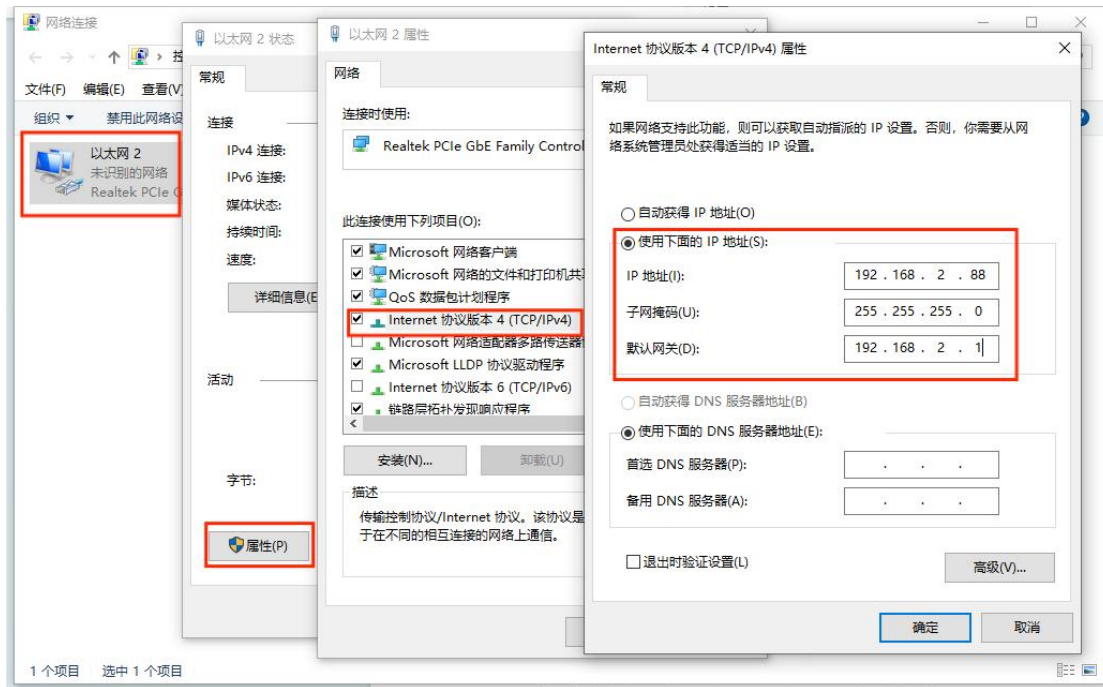 网络连接
文件(F) 编辑(E) 查看(V)
组织 禁用此网络设
以太网 2
未识别的网络
Realtek PCIe G
1 个项目 选中 1 个项目
以太网 2 状态
常规
连接
IPv4 连接:
IPv6 连接:
媒体状态:
持续时间:
速度:
详细信息(E
活动
字节:
属性(P)
以太网 2 属性
网络
连接时使用:
Realtek PCIe GbE Family Control
此连接使用下列项目(O):
Microsoft 网络客户端
Microsoft 网络的文件和打印机共
QoS 数据包计划程序
Internet 协议版本 4 (TCP/IPv4)
Microsoft 网络适配器多路传送器
Microsoft LLDP 协议驱动程序
Internet 协议版本 6 (TCP/IPv6)
链路层拓扑发现响应程序
安装(N)...
卸载(U)
描述
传输控制协议/Internet 协议。该协议是
于在不同的相互连接的网络上通信。
Internet 协议版本 4 (TCP/IPv4) 属性
常规
如果网络支持此功能，则可以获取自动指派的 IP 设置。否则，你需要从网
络系统管理员处获得适当的 IP 设置。
自动获得 IP 地址(O)
使用下面的 IP 地址(S):
IP 地址(I): 192 . 168 . 2 . 88
子网掩码(U): 255 . 255 . 255 . 0
默认网关(D): 192 . 168 . 2 . 1
自动获得 DNS 服务器地址(B)
使用下面的 DNS 服务器地址(E):
首选 DNS 服务器(P): . . .
备用 DNS 服务器(A): . . .
退出时验证设置(L)
高级(V)...
确定 取消